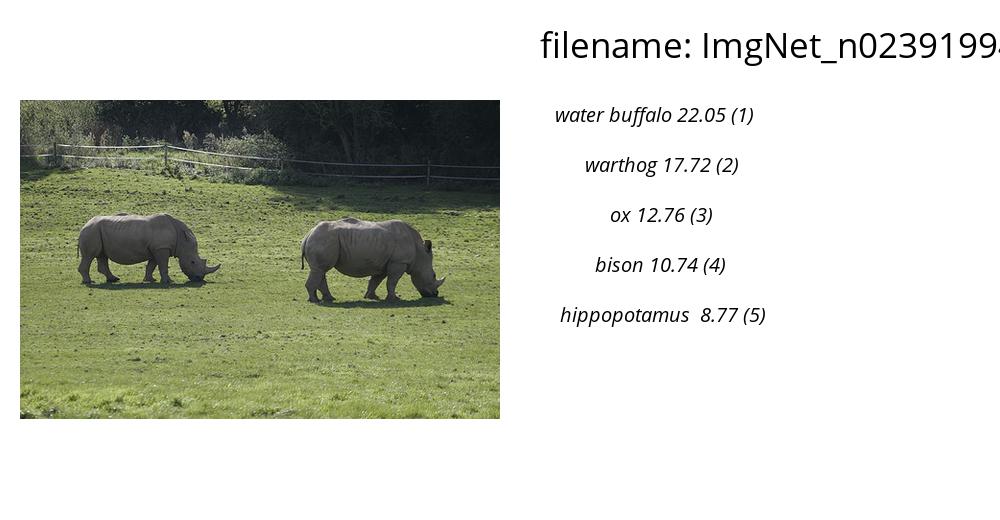 filename: ImgNet_n0239199
water buffalo 22.05 (1)
warthog 17.72 (2)
ox 12.76 (3)
bison 10.74 (4)
hippopotamus 8.77 (5)